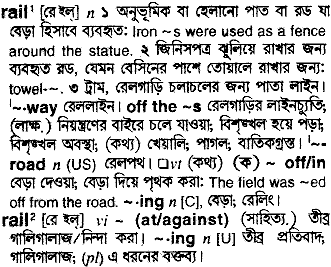 rail¹ [রেইল্] n ১ অনুভূমিক বা হেলানো পাত বা রড যা
বেড়া হিসাবে ব্যবহৃত: Iron ~s were used as a fence
around the statue. ২ জিনিসপত্র ঝুলিয়ে রাখার জন্য
ব্যবহৃত রড, যেমন বেসিনের পাশে তোয়ালে রাখার জন্য:
towel-~. ৩ ট্রাম, রেলগাড়ি চলাচলের জন্য পাতা লাইন।
'~·way রেললাইন। off the ~s রেলগাড়ির লাইনচ্যুতি;
(লাক্ষ.) নিয়ন্ত্রণের বাইরে চলে যাওয়া; বিশৃঙ্খল হয়ে পড়া;
বিশৃঙ্খল অবস্থা; (কথ্য) খেয়ালি; পাগল; বাতিকগ্রস্ত। '~·
road n (US) রেলপথ। □vt (কথ্য) (ক) ~ off/in
বেড়া দেওয়া; বেড়া দিয়ে পৃথক করা: The field was ~ed
off from the road. ~·ing n [C], বেড়া; রেলিং।
rail² [রেইল্] vi ~ (at/against) (সাহিত্য.) তীব্র
গালিগালাজ/নিন্দা করা। ~·ing n [U] তীব্র প্রতিবাদ,
গালিগালাজ; (pl) এ ধরনের বক্তব্য।